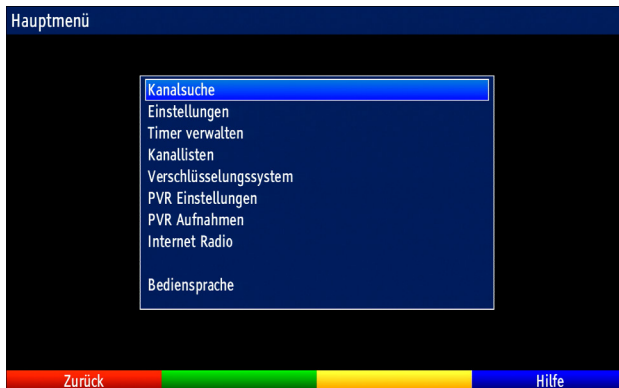 Hauptmenü
Kanalsuche
Einstellungen
Timer verwalten
Kanallisten
Verschlüsselungssystem
PVR Einstellungen
PVR Aufnahmen
Internet Radio
Bediensprache
Zurück
Hilfe